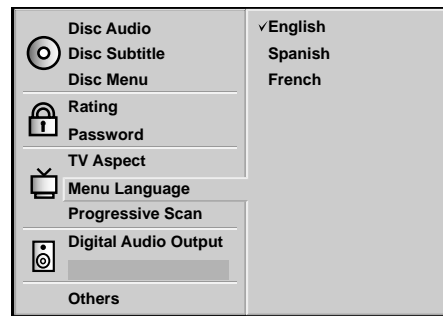 Disc Audio
Disc Subtitle
Disc Menu
Rating
Password
TV Aspect
Menu Language
Progressive Scan
Digital Audio Output
Others
✓English
Spanish
French